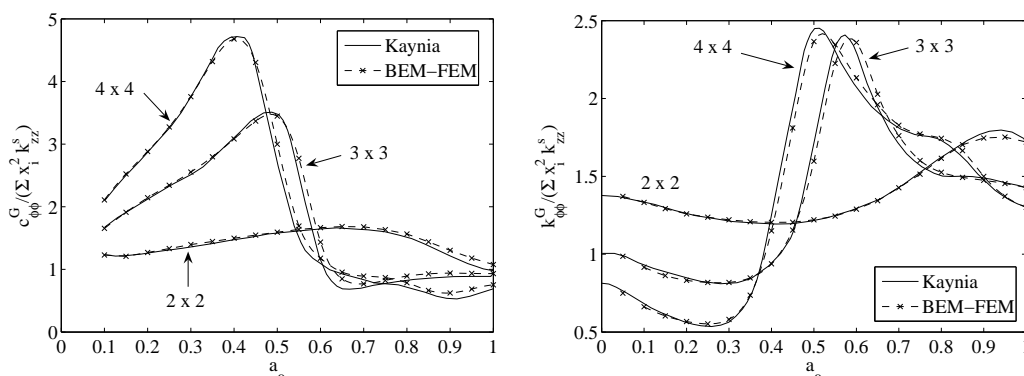 5
4
3
2
1
0
c^G_ϕϕ/(Σ x_i^2 k^s_zz)
Kaynia
BEM−FEM
4 x 4
3 x 3
2 x 2
0 0.1 0.2 0.3 0.4 0.5 0.6 0.7 0.8 0.9 1
2.5
2
1.5
1
0.5
k^G_ϕϕ/(Σ x_i^2 k^s_zz)
4 x 4
3 x 3
2 x 2
Kaynia
BEM−FEM
0 0.1 0.2 0.3 0.4 0.5 0.6 0.7 0.8 0.9 1